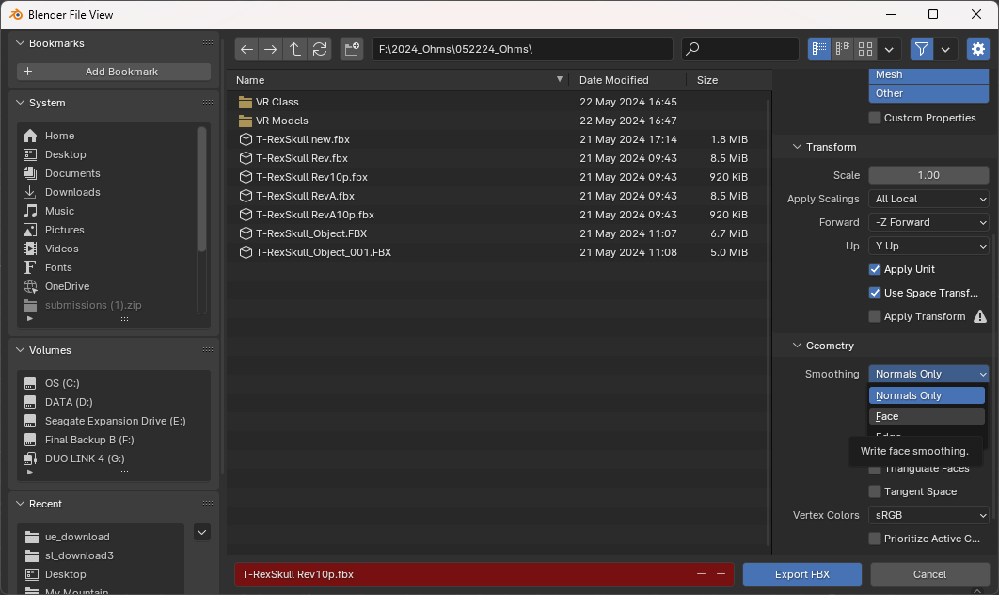 Blender File View
Bookmarks
Add Bookmark
System
Home
Desktop
Documents
Downloads
Music
Pictures
Videos
Fonts
OneDrive
submissions (1).zip
Volumes
OS (C:)
DATA (D:)
Seagate Expansion Drive (E:)
Final Backup B (F:)
DUO LINK 4 (G:)
Recent
ue_download
sl_download3
Desktop
My Mountain
F:\2024_Ohms\052224_Ohms\
Name Date Modified Size
VR Class 22 May 2024 16:45
VR Models 22 May 2024 16:47
T-RexSkull new.fbx 21 May 2024 17:14 1.8 MiB
T-RexSkull Rev.fbx 21 May 2024 09:43 8.5 MiB
T-RexSkull Rev10p.fbx 21 May 2024 09:43 920 KiB
T-RexSkull RevA.fbx 21 May 2024 09:43 8.5 MiB
T-RexSkull RevA10p.fbx 21 May 2024 09:43 920 KiB
T-RexSkull_Object.FBX 21 May 2024 11:07 6.7 MiB
T-RexSkull_Object_001.FBX 21 May 2024 11:08 5.0 MiB
Mesh
Other
Custom Properties
Transform
Scale 1.00
Apply Scalings All Local
Forward -Z Forward
Up Y Up
Apply Unit
Use Space Transf...
Apply Transform
Geometry
Smoothing Normals Only
Normals Only
Face
Edge
Write face smoothing.
Triangulate Faces
Tangent Space
Vertex Colors sRGB
Prioritize Active C...
T-RexSkull Rev10p.fbx
Export FBX
Cancel